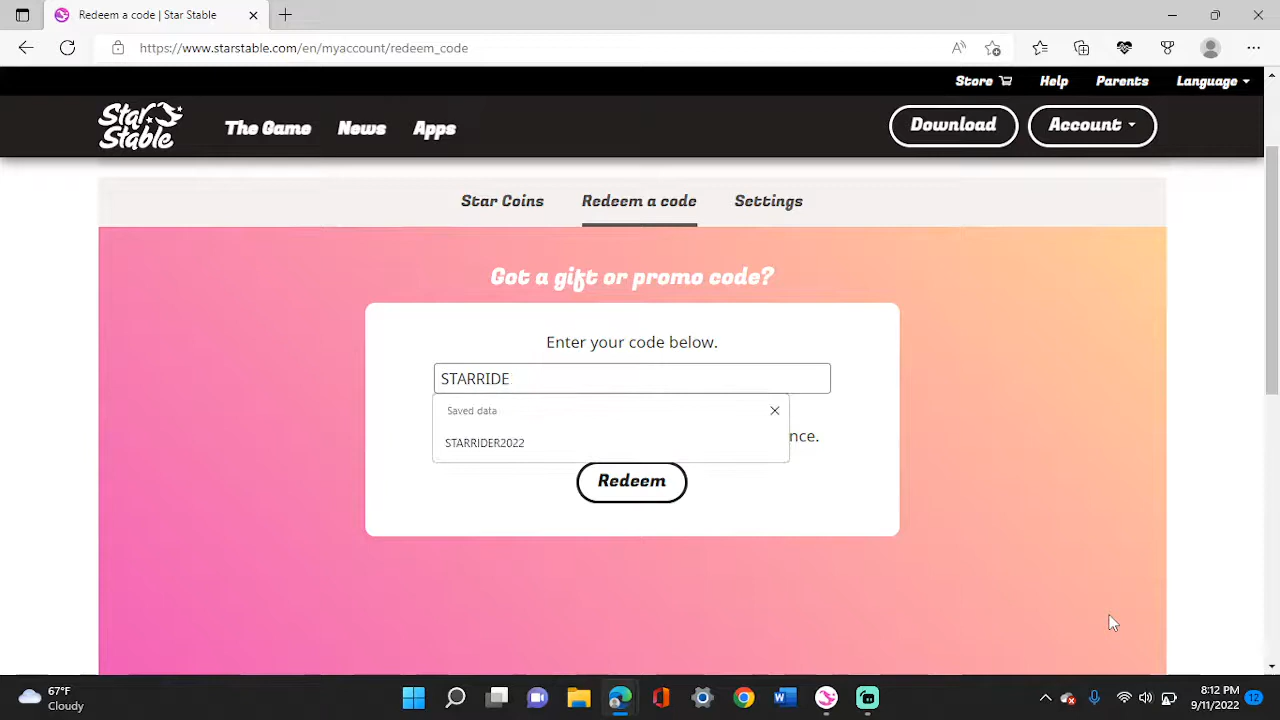 Redeem a code | Star Stable
https://www.starstable.com/en/myaccount/redeem_code
Store Help Parents Language
Star Stable
The Game News Apps
Download Account
Star Coins Redeem a code Settings
Got a gift or promo code?
Enter your code below.
STARRIDE
Saved data
nce.
STARRIDER2022
Redeem
67°F
Cloudy
8:12 PM
9/11/2022
12